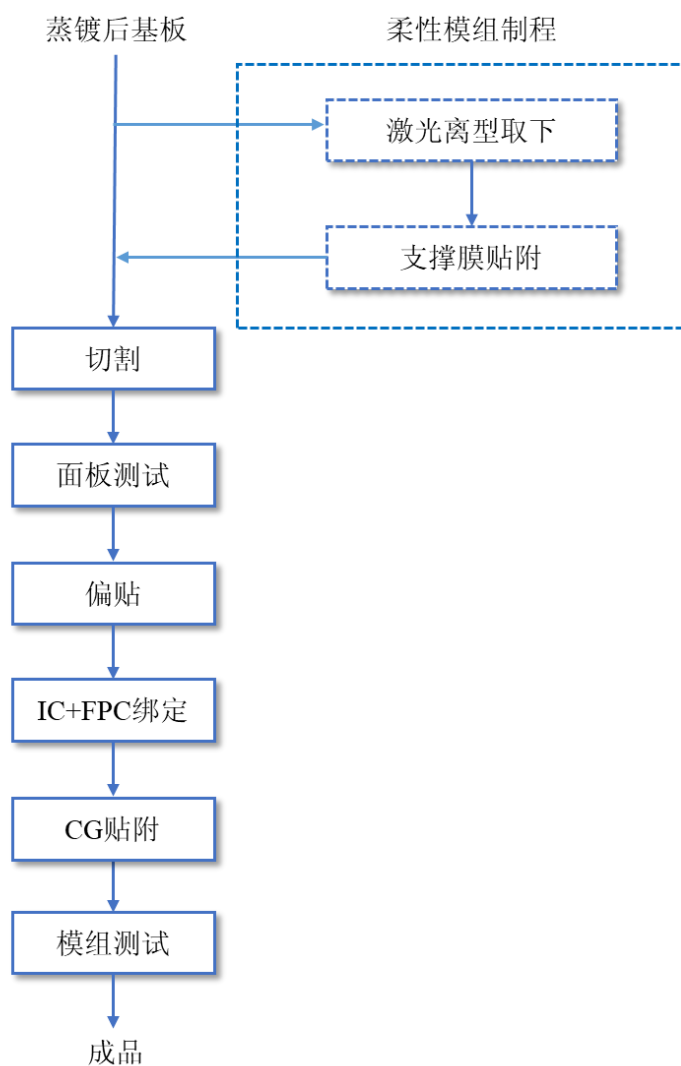 蒸镀后基板
柔性模组制程
激光离型取下
支撑膜贴附
切割
面板测试
偏贴
IC+FPC绑定
CG贴附
模组测试
成品